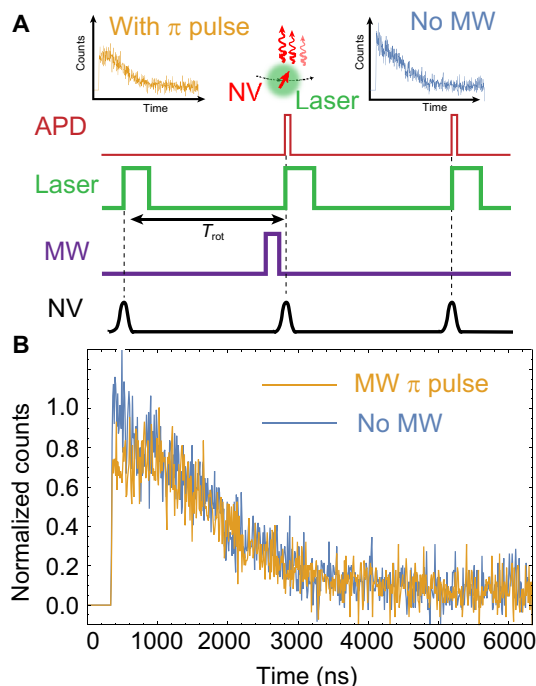 A
With π pulse
No MW
Counts
Time
NV
Laser
Counts
Time
APD
Laser
T_rot
MW
NV
B
MW π pulse
No MW
Normalized counts
1.0
0.8
0.6
0.4
0.2
0.0
0 1000 2000 3000 4000 5000 6000
Time (ns)